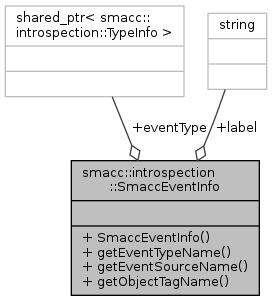 shared_ptr< smacc::
introspection::TypeInfo >
string
+eventType
+label
smacc::introspection
::SmaccEventInfo
+ SmaccEventInfo()
+ getEventTypeName()
+ getEventSourceName()
+ getObjectTagName()